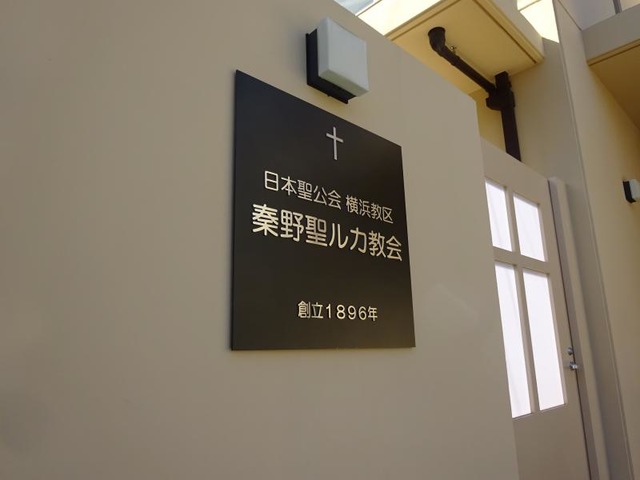 日本聖公会 横浜教区
秦野聖ルカ教会
創立1896年